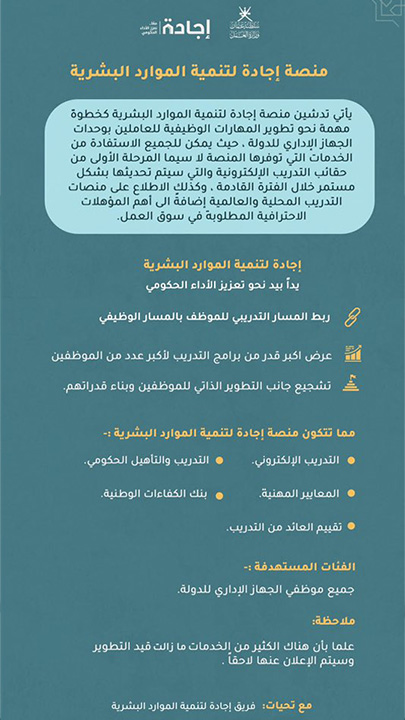 إجادة
سلطنة عمان
وزارة العمل
منصة إجادة لتنمية الموارد البشرية
يأتي تدشين منصة إجادة لتنمية الموارد البشرية كخطوة
مهمة نحو تطوير المهارات الوظيفية للعاملين بوحدات
الجهاز الإداري للدولة ، حيث يمكن للجميع الاستفادة من
الخدمات التي توفرها المنصة لا سيما المرحلة الأولى من
حقائب التدريب الإلكترونية والتي سيتم تحديثها بشكل
مستمر خلال الفترة القادمة ، وكذلك الاطلاع على منصات
التدريب المحلية والعالمية إضافةً الى أهم المؤهلات
الاحترافية المطلوبة في سوق العمل.
إجادة لتنمية الموارد البشرية
يداً بيد نحو تعزيز الأداء الحكومي
ربط المسار التدريبي للموظف بالمسار الوظيفي
عرض اكبر قدر من برامج التدريب لأكبر عدد من الموظفين
تشجيع جانب التطوير الذاتي للموظفين وبناء قدراتهم.
مما تتكون منصة إجادة لتنمية الموارد البشرية :-
التدريب الإلكتروني. التدريب والتأهيل الحكومي.
المعايير المهنية. بنك الكفاءات الوطنية.
تقييم العائد من التدريب.
الفئات المستهدفة :-
جميع موظفي الجهاز الإداري للدولة.
ملاحظة:
علما بأن هناك الكثير من الخدمات ما زالت قيد التطوير
وسيتم الإعلان عنها لاحقاً .
مع تحيات: فريق إجادة لتنمية الموارد البشرية